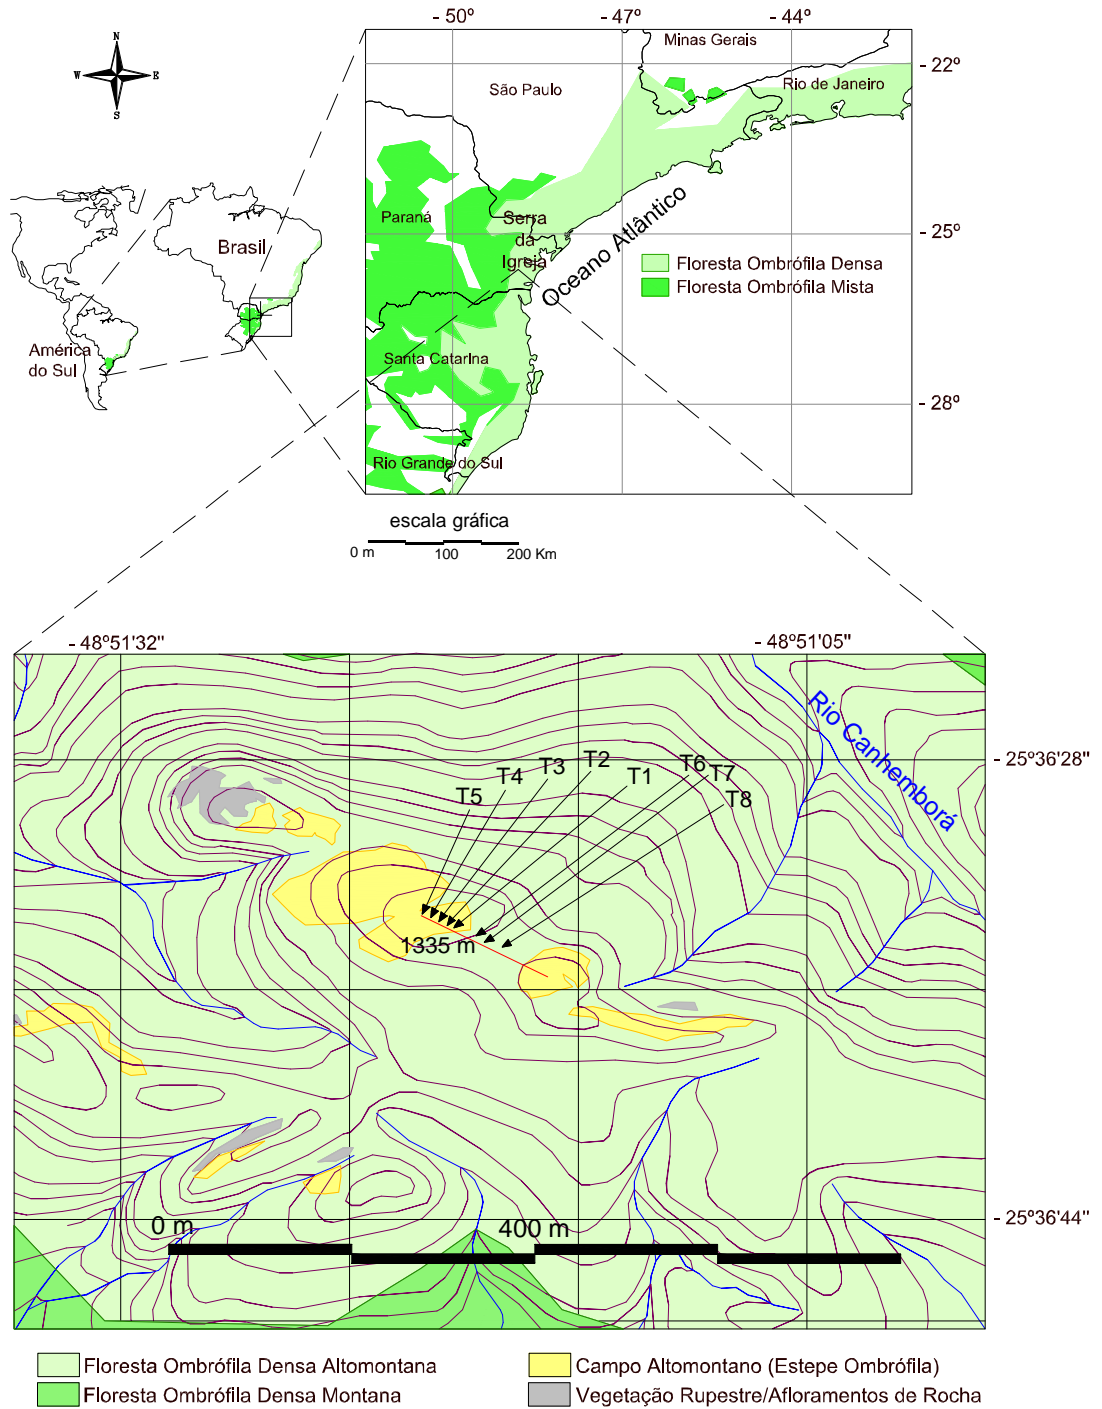 - 50º
- 47º
- 44º
N
W
E
S
Minas Gerais
- 22º
São Paulo
Rio de Janeiro
Paraná
Serra
da
Igreja
- 25º
Oceano Atlântico
Brasil
Floresta Ombrófila Densa
Floresta Ombrófila Mista
América
do Sul
Santa Catarina
- 28º
Rio Grande do Sul
escala gráfica
0 m
100
200 Km
- 48º51'32"
- 48º51'05"
Rio Canhemborá
- 25º36'28"
T5
T4
T3
T2
T1
T6
T7
T8
1335 m
- 25º36'44"
0 m
400 m
Floresta Ombrófila Densa Altomontana
Campo Altomontano (Estepe Ombrófila)
Floresta Ombrófila Densa Montana
Vegetação Rupestre/Afloramentos de Rocha